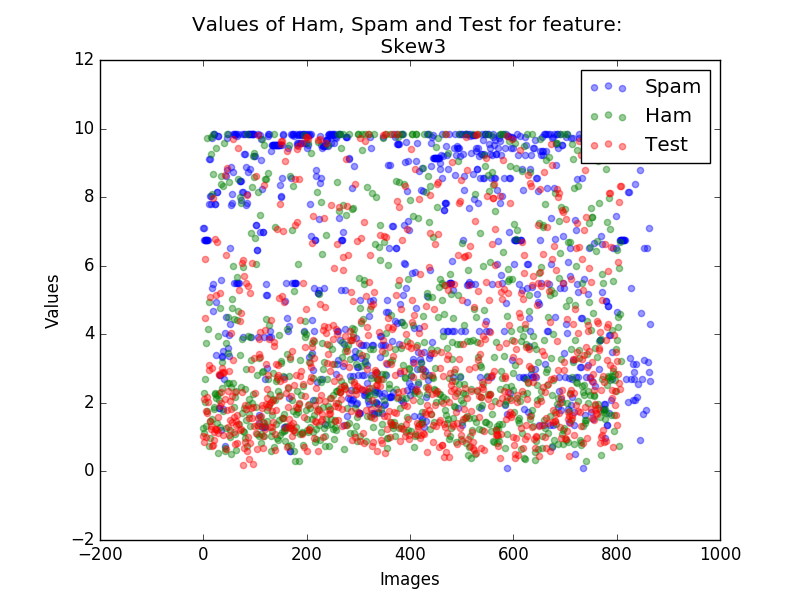 Values of Ham, Spam and Test for feature:
Skew3
12
10
8
6
4
2
0
−2
Values
Spam
Ham
Test
−200 0 200 400 600 800 1000
Images